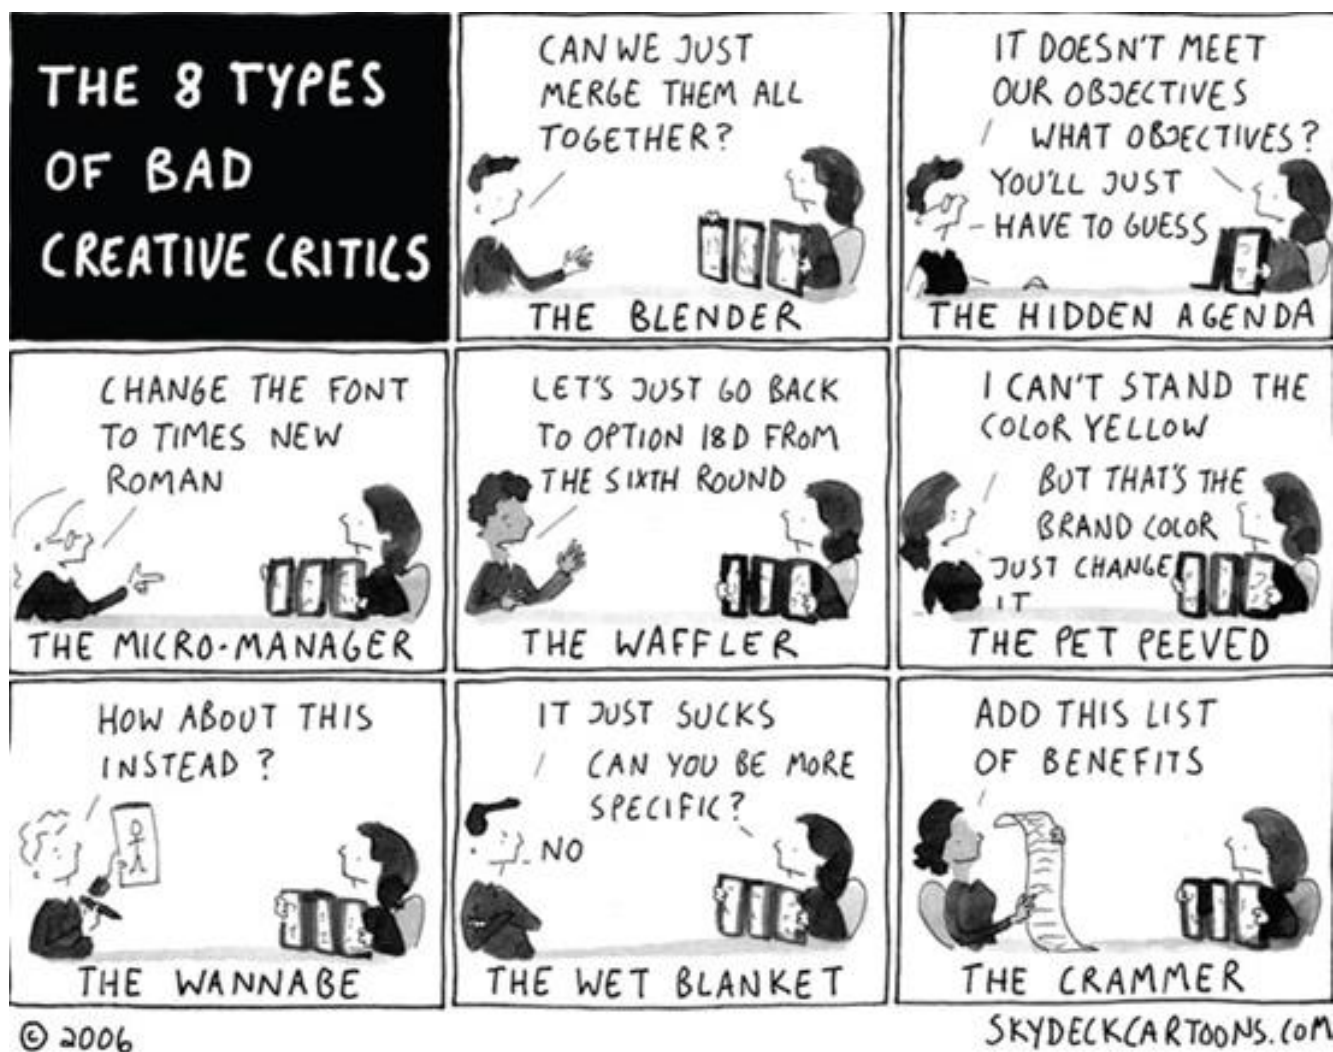 THE 8 TYPES
OF BAD
CREATIVE CRITICS
CAN WE JUST
MERGE THEM ALL
TOGETHER?
THE BLENDER
IT DOESN'T MEET
OUR OBJECTIVES
WHAT OBJECTIVES?
YOU'LL JUST
HAVE TO GUESS
THE HIDDEN AGENDA
CHANGE THE FONT
TO TIMES NEW
ROMAN
THE MICRO-MANAGER
LET'S JUST GO BACK
TO OPTION 18D FROM
THE SIXTH ROUND
THE WAFFLER
I CAN'T STAND THE
COLOR YELLOW
BUT THAT'S THE
BRAND COLOR
JUST CHANGE
IT
THE PET PEEVED
HOW ABOUT THIS
INSTEAD?
THE WANNABE
IT JUST SUCKS
CAN YOU BE MORE
SPECIFIC?
NO
THE WET BLANKET
ADD THIS LIST
OF BENEFITS
THE CRAMMER
© 2006
SKYDECKCARTOONS.COM